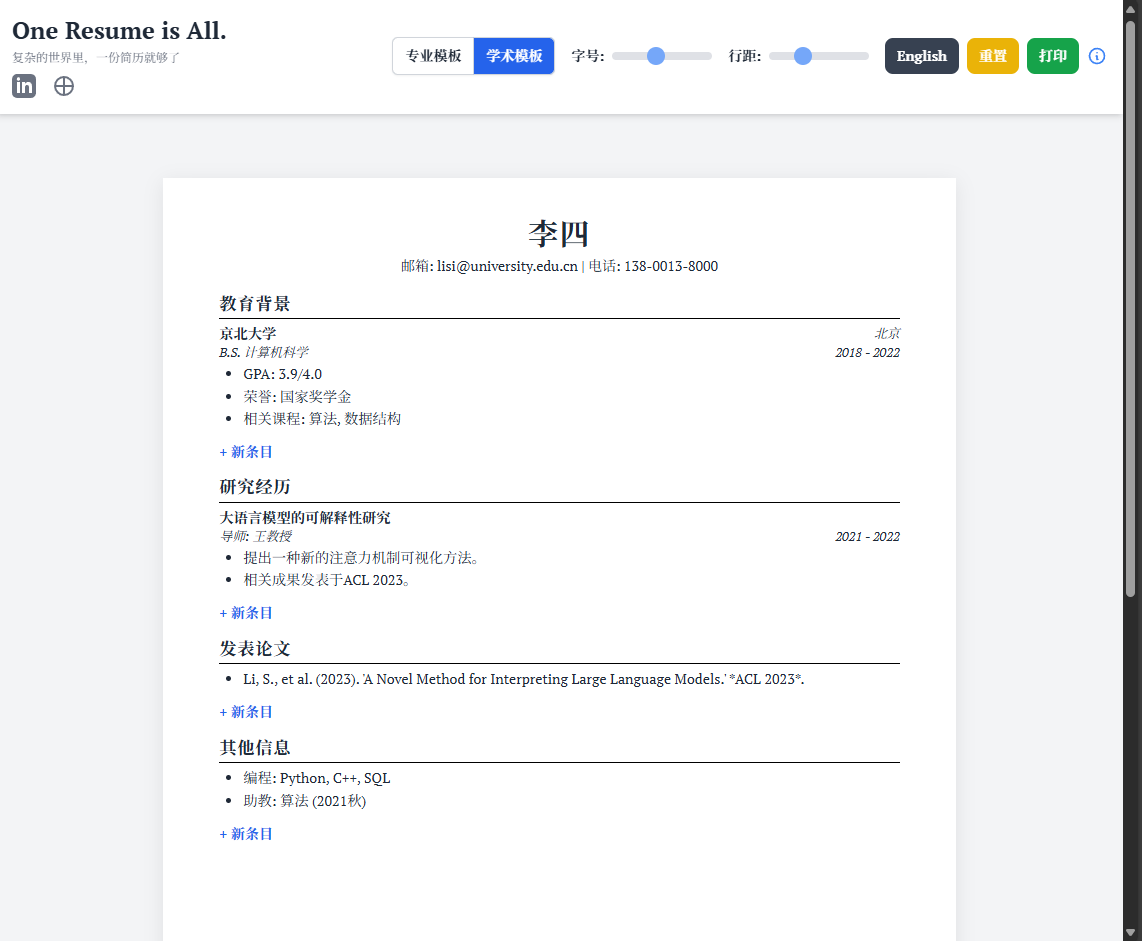 One Resume is All.
复杂的世界里，一份简历就够了
in
专业模板 学术模板 字号: 行距: English 重置 打印
李四
邮箱: lisi@university.edu.cn | 电话: 138-0013-8000
教育背景
京北大学 北京
B.S. 计算机科学 2018 - 2022
• GPA: 3.9/4.0
• 荣誉: 国家奖学金
• 相关课程: 算法, 数据结构
+ 新条目
研究经历
大语言模型的可解释性研究
导师: 王教授 2021 - 2022
• 提出一种新的注意力机制可视化方法。
• 相关成果发表于ACL 2023。
+ 新条目
发表论文
• Li, S., et al. (2023). 'A Novel Method for Interpreting Large Language Models.' *ACL 2023*.
+ 新条目
其他信息
• 编程: Python, C++, SQL
• 助教: 算法 (2021秋)
+ 新条目